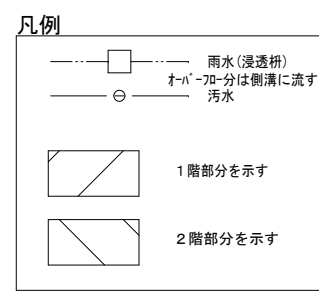 凡例
雨水(浸透枡)
ｵｰﾊﾞｰﾌﾛｰ分は側溝に流す
汚水
1階部分を示す
2階部分を示す